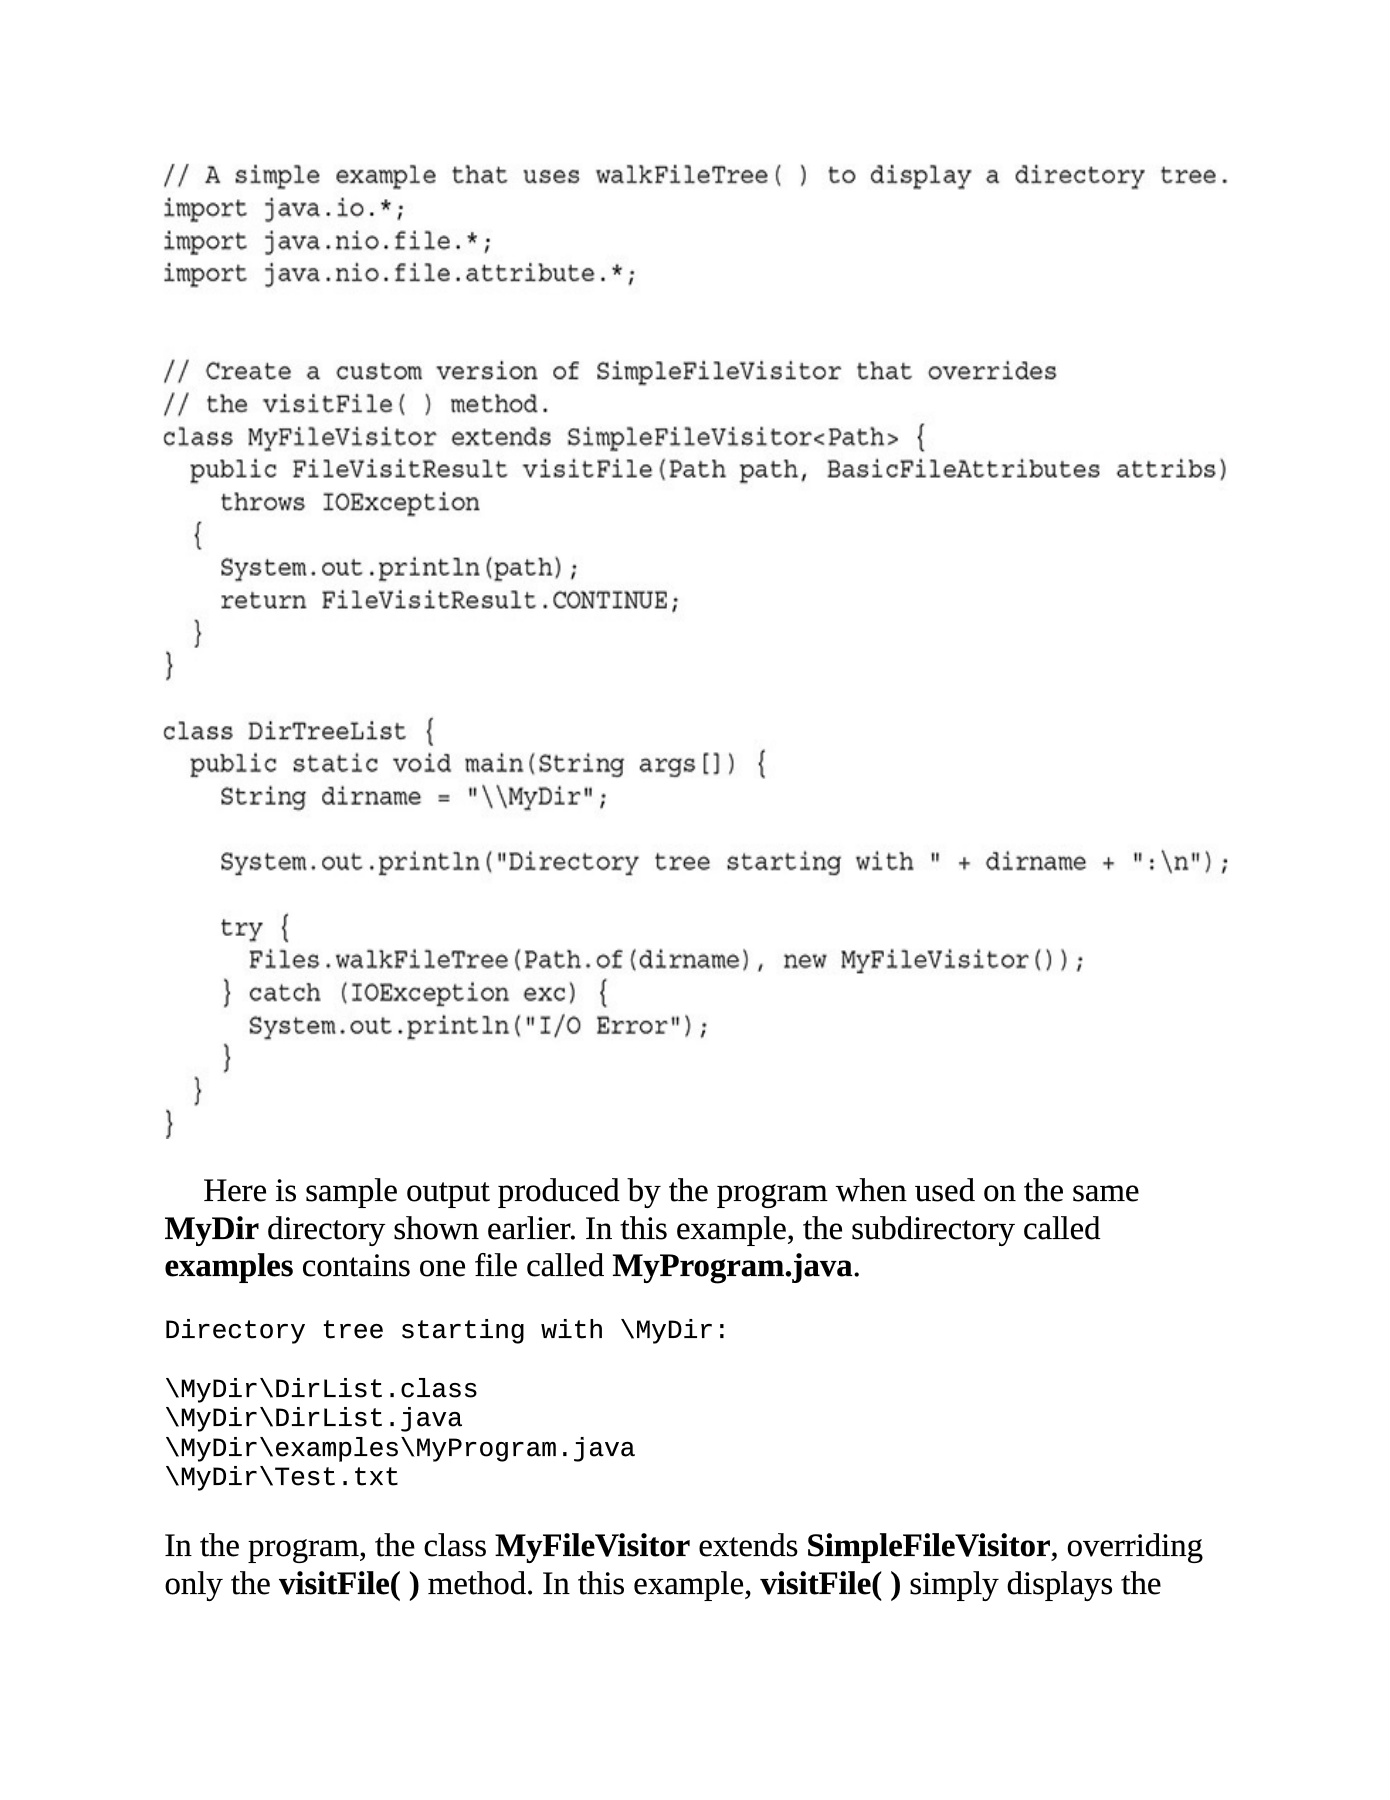 // A simple example that uses walkFileTree( ) to display a directory tree.
import java.io.*;
import java.nio.file.*;
import java.nio.file.attribute.*;
// Create a custom version of SimpleFileVisitor that overrides
// the visitFile( ) method.
class MyFileVisitor extends SimpleFileVisitor<Path> {
  public FileVisitResult visitFile(Path path, BasicFileAttributes attribs)
    throws IOException
  {
    System.out.println(path);
    return FileVisitResult.CONTINUE;
  }
}
class DirTreeList {
  public static void main(String args[]) {
    String dirname = "\\MyDir";
    System.out.println("Directory tree starting with " + dirname + ":\n");
    try {
      Files.walkFileTree(Path.of(dirname), new MyFileVisitor());
    } catch (IOException exc) {
      System.out.println("I/O Error");
    }
  }
}
Here is sample output produced by the program when used on the same
MyDir directory shown earlier. In this example, the subdirectory called
examples contains one file called MyProgram.java.
Directory tree starting with \MyDir:
\MyDir\DirList.class
\MyDir\DirList.java
\MyDir\examples\MyProgram.java
\MyDir\Test.txt
In the program, the class MyFileVisitor extends SimpleFileVisitor, overriding
only the visitFile( ) method. In this example, visitFile( ) simply displays the